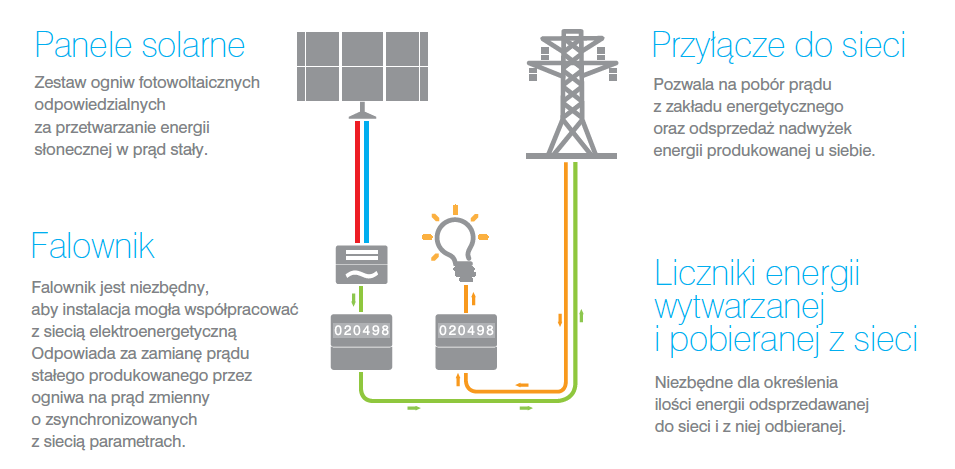 Panele solarne
Zestaw ogniw fotowoltaicznych
odpowiedzialnych
za przetwarzanie energii
słonecznej w prąd stały.
Przyłącze do sieci
Pozwala na pobór prądu
z zakładu energetycznego
oraz odsprzedaż nadwyżek
energii produkowanej u siebie.
Falownik
Falownik jest niezbędny,
aby instalacja mogła współpracować
z siecią elektroenergetyczną
Odpowiada za zamianę prądu
stałego produkowanego przez
ogniwa na prąd zmienny
o zsynchronizowanych
z siecią parametrach.
020498
020498
Liczniki energii
wytwarzanej
i pobieranej z sieci
Niezbędne dla określenia
ilości energii odsprzedawanej
do sieci i z niej odbieranej.